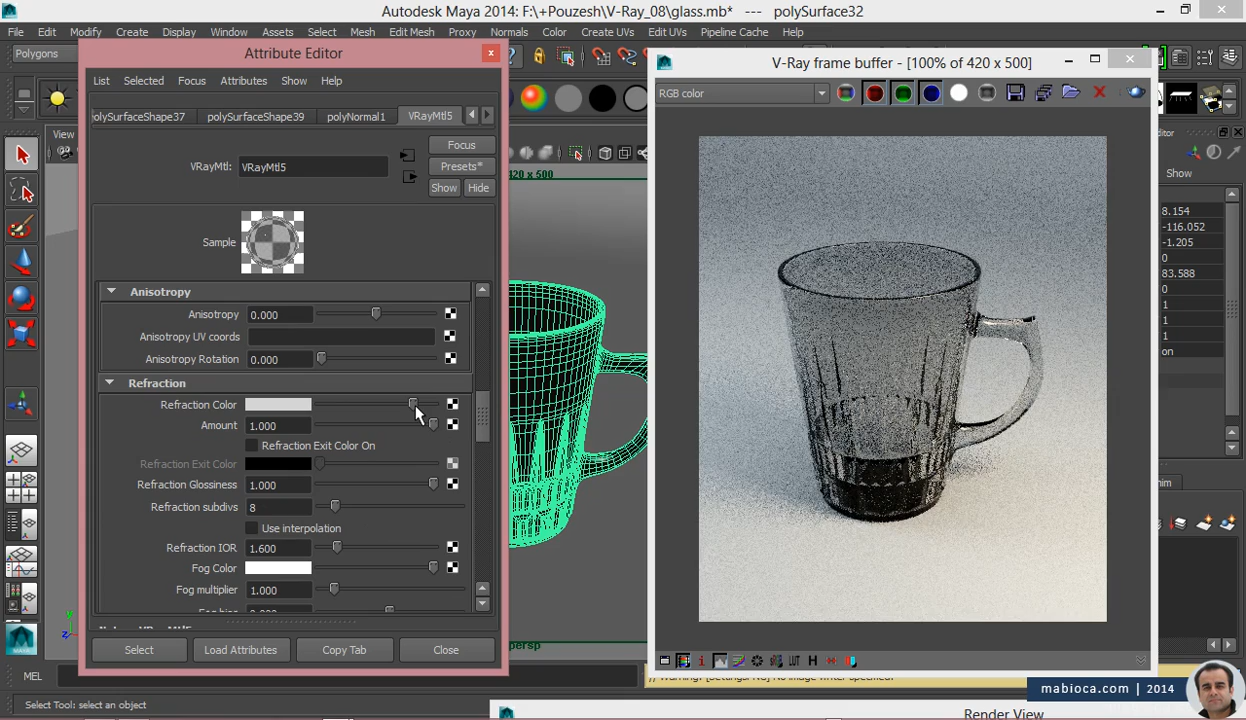 Autodesk Maya 2014: F:\+Pouzesh\V-Ray_08\glass.mb*   ---   polySurface32
File Edit Modify Create Display Window Assets Select Mesh Edit Mesh Proxy Normals Color Create UVs Edit UVs Pipeline Cache Help
Polygons
Attribute Editor
List Selected Focus Attributes Show Help
olySurfaceShape37 polySurfaceShape39 polyNormal1 VRayMtl5
Focus
VRayMtl: VRayMtl5
Presets*
Show Hide
Sample
Anisotropy
Anisotropy 0.000
Anisotropy UV coords
Anisotropy Rotation 0.000
Refraction
Refraction Color
Amount 1.000
Refraction Exit Color On
Refraction Exit Color
Refraction Glossiness 1.000
Refraction subdivs 8
Use interpolation
Refraction IOR 1.600
Fog Color
Fog multiplier 1.000
Select Load Attributes Copy Tab Close
View
420 x 500
persp
V-Ray frame buffer - [100% of 420 x 500]
RGB color
LUT H
ditor
Show
8.154
-116.052
-1.205
0
83.588
0
1
1
1
on
im
MEL
Select Tool: select an object
Render View
mabioca.com | 2014